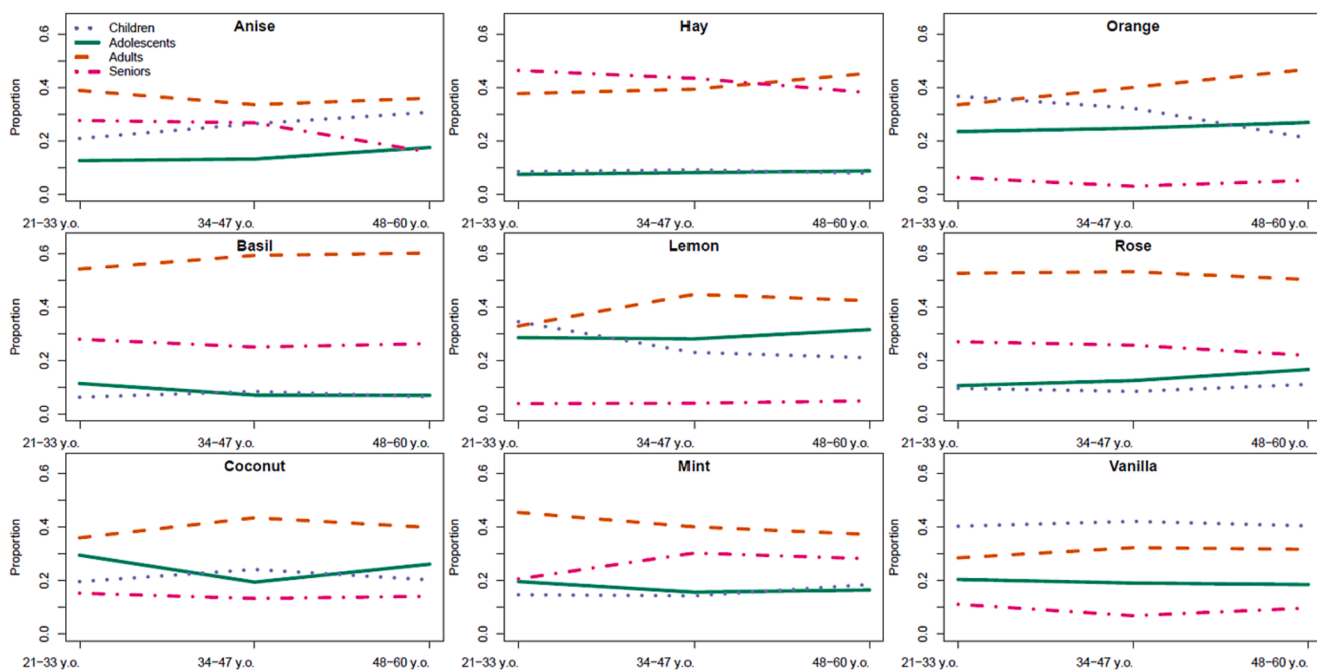 Anise
Children
Adolescents
Adults
Seniors
Proportion
0.6
0.4
0.2
0.0
21−33 y.o.
34−47 y.o.
48−60 y.o.
Hay
Proportion
0.6
0.4
0.2
0.0
21−33 y.o.
34−47 y.o.
48−60 y.o.
Orange
Proportion
0.6
0.4
0.2
0.0
21−33 y.o.
34−47 y.o.
48−60 y.o.
Basil
Proportion
0.6
0.4
0.2
0.0
21−33 y.o.
34−47 y.o.
48−60 y.o.
Lemon
Proportion
0.6
0.4
0.2
0.0
21−33 y.o.
34−47 y.o.
48−60 y.o.
Rose
Proportion
0.6
0.4
0.2
0.0
21−33 y.o.
34−47 y.o.
48−60 y.o.
Coconut
Proportion
0.6
0.4
0.2
0.0
21−33 y.o.
34−47 y.o.
48−60 y.o.
Mint
Proportion
0.6
0.4
0.2
0.0
21−33 y.o.
34−47 y.o.
48−60 y.o.
Vanilla
Proportion
0.6
0.4
0.2
0.0
21−33 y.o.
34−47 y.o.
48−60 y.o.